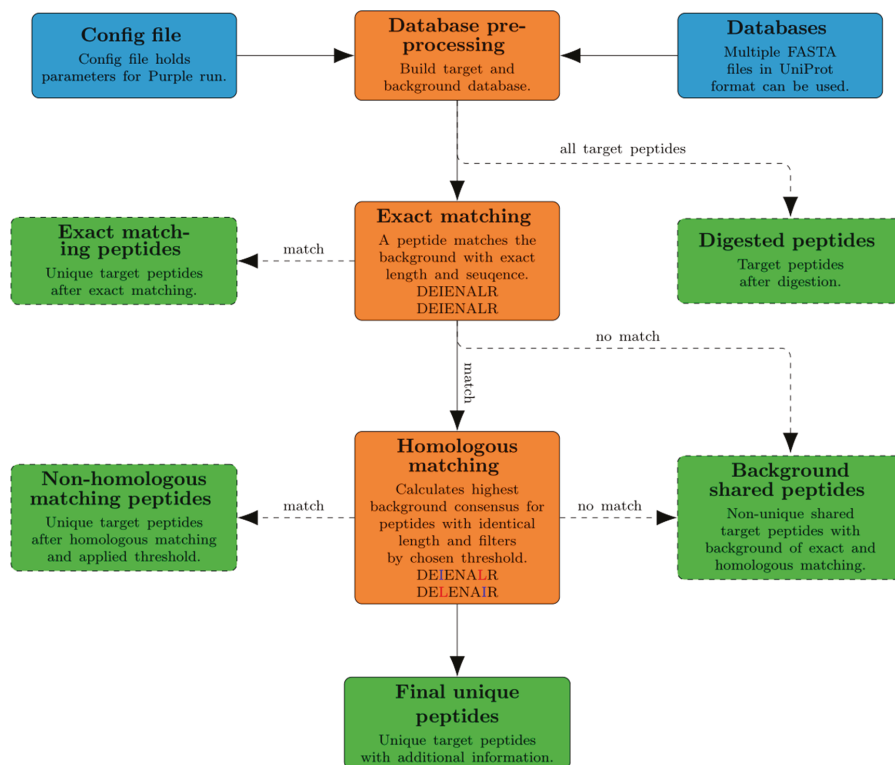 Config file
Config file holds
parameters for Purple run.
Database pre-
processing
Build target and
background database.
Databases
Multiple FASTA
files in UniProt
format can be used.
all target peptides
Exact match-
ing peptides
Unique target peptides
after exact matching.
match
Exact matching
A peptide matches the
background with exact
length and seuqence.
DEIENALR
DEIENALR
Digested peptides
Target peptides
after digestion.
no match
match
Non-homologous
matching peptides
Unique target peptides
after homologous matching
and applied threshold.
match
Homologous
matching
Calculates highest
background consensus for
peptides with identical
length and filters
by chosen threshold.
DEIENALR
DELENAIR
no match
Background
shared peptides
Non-unique shared
target peptides with
background of exact and
homologous matching.
Final unique
peptides
Unique target peptides
with additional information.